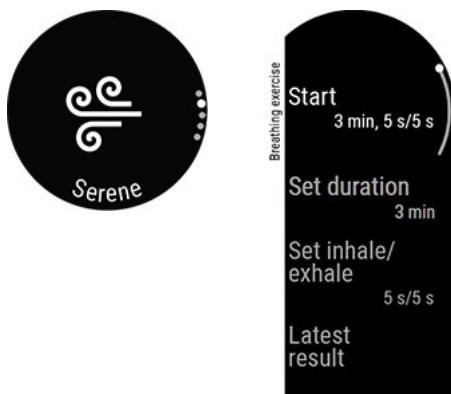 Serene
Breathing exercise
Start
3 min, 5 s/5 s
Set duration
3 min
Set inhale/
exhale
5 s/5 s
Latest
result